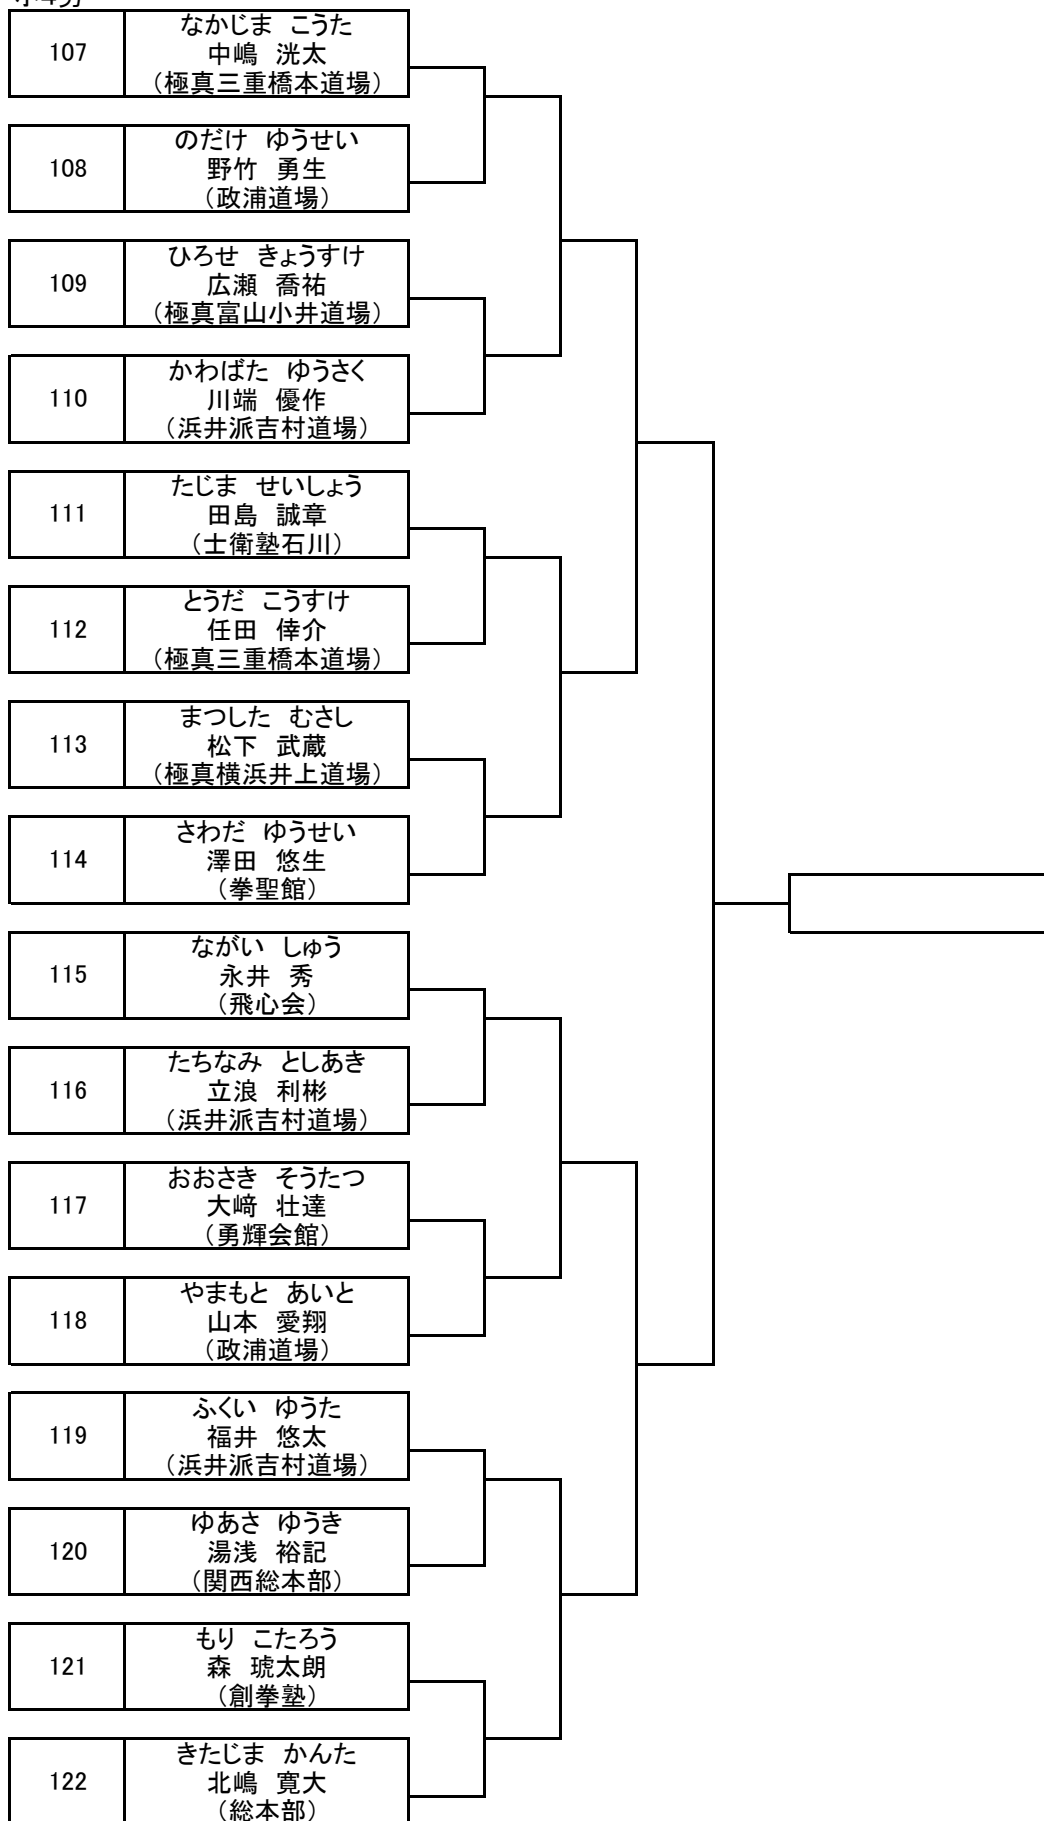 107
なかじま こうた
中嶋 洸太
（極真三重橋本道場）
108
のだけ ゆうせい
野竹 勇生
（政浦道場）
109
ひろせ きょうすけ
広瀬 喬祐
（極真富山小井道場）
110
かわばた ゆうさく
川端 優作
（浜井派吉村道場）
111
たじま せいしょう
田島 誠章
（士衛塾石川）
112
とうだ こうすけ
任田 倖介
（極真三重橋本道場）
113
まつした むさし
松下 武蔵
（極真横浜井上道場）
114
さわだ ゆうせい
澤田 悠生
（拳聖館）
115
ながい しゅう
永井 秀
（飛心会）
116
たちなみ としあき
立浪 利彬
（浜井派吉村道場）
117
おおさき そうたつ
大﨑 壮達
（勇輝会館）
118
やまもと あいと
山本 愛翔
（政浦道場）
119
ふくい ゆうた
福井 悠太
（浜井派吉村道場）
120
ゆあさ ゆうき
湯浅 裕記
（関西総本部）
121
もり こたろう
森 琥太朗
（創拳塾）
122
きたじま かんた
北嶋 寛大
（総本部）